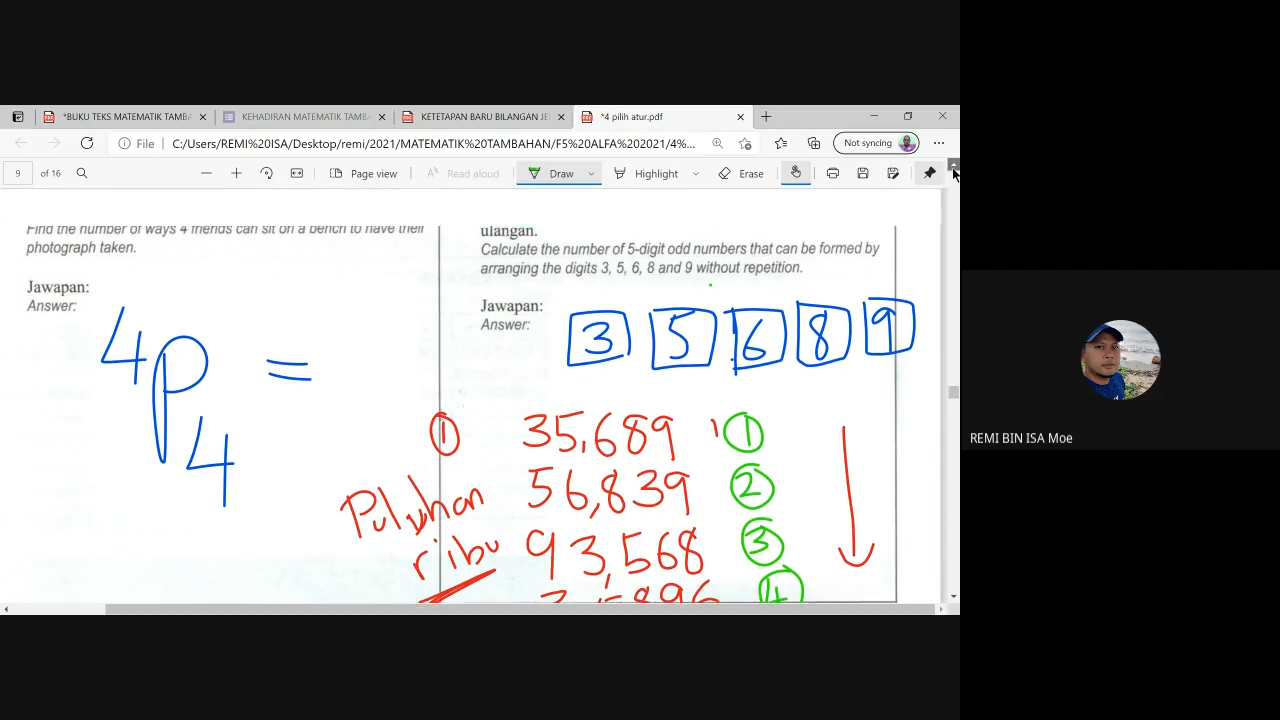 *BUKU TEKS MATEMATIK TAMBA
KEHADIRAN MATEMATIK TAMBA
KETETAPAN BARU BILANGAN JE
*4 pilih atur.pdf
File
C:/Users/REMI%20ISA/Desktop/remi/2021/MATEMATIK%20TAMBAHAN/F5%20ALFA%202021/4%...
Not syncing
9 of 16
Page view
Read aloud
Draw
Highlight
Erase
Find the number of ways 4 friends can sit on a bench to have their
photograph taken.
Jawapan:
Answer:
4P4 =
ulangan.
Calculate the number of 5-digit odd numbers that can be formed by
arranging the digits 3, 5, 6, 8 and 9 without repetition.
Jawapan:
Answer:
3 5 6 8 9
1 35,689 1
Puluhan 56,839 2
ribu 93,568 3
4
REMI BIN ISA Moe